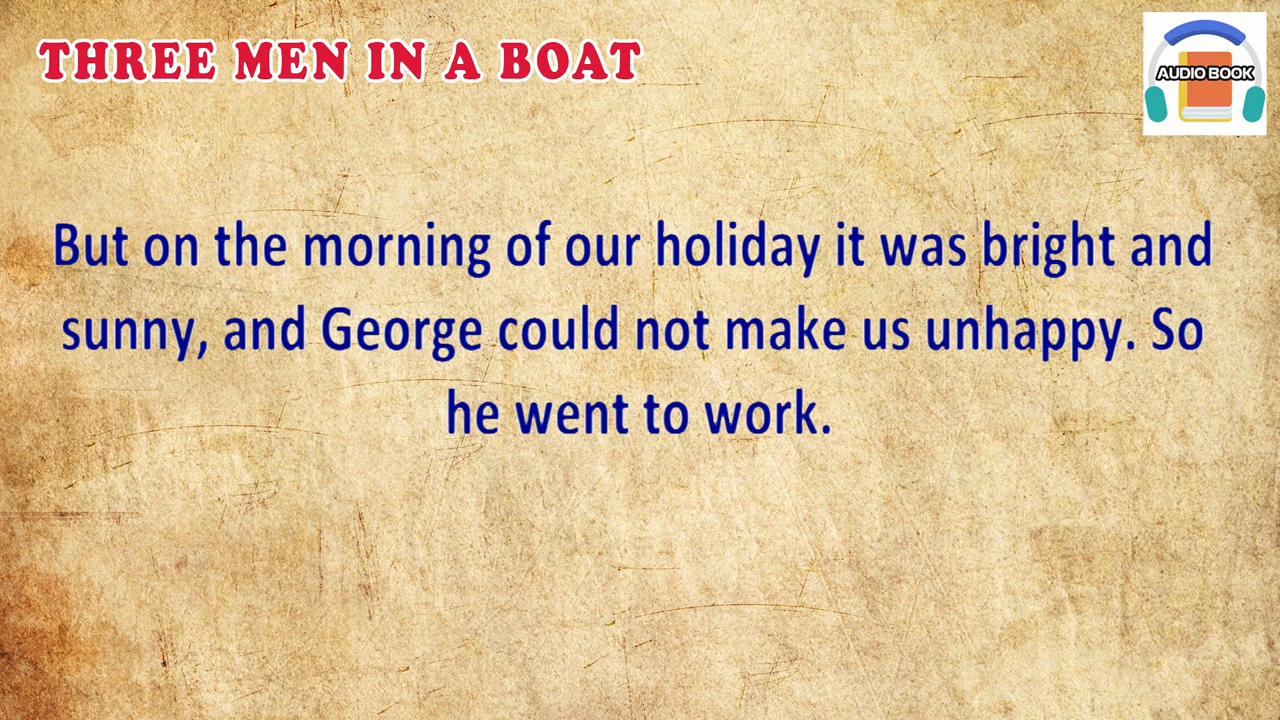 THREE MEN IN A BOAT
AUDIO BOOK
But on the morning of our holiday it was bright and
sunny, and George could not make us unhappy. So
he went to work.